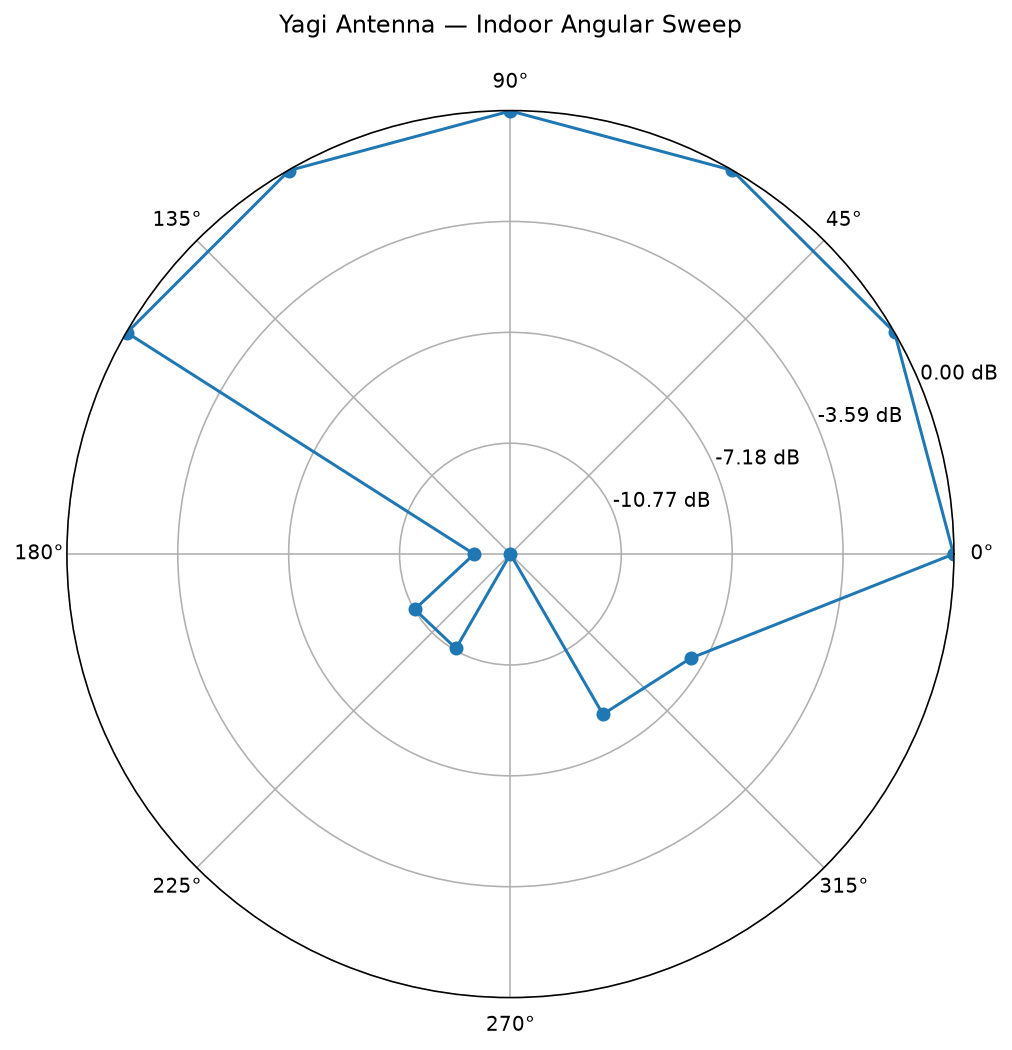 Yagi Antenna — Indoor Angular Sweep
90°
135°
45°
0.00 dB
-3.59 dB
-7.18 dB
-10.77 dB
180°
0°
225°
315°
270°